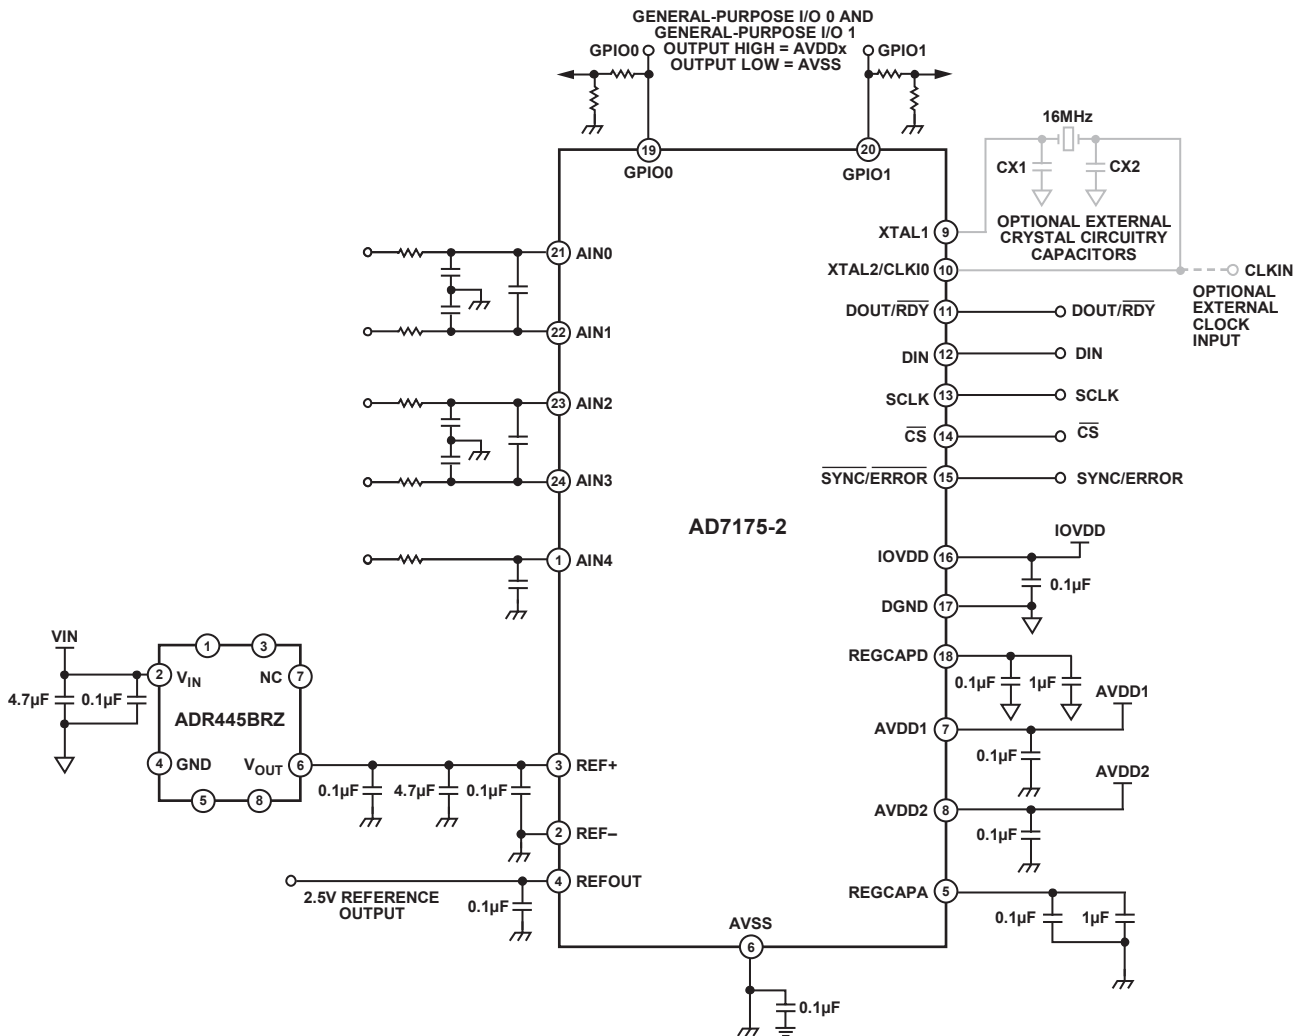 GENERAL-PURPOSE I/O 0 AND
GENERAL-PURPOSE I/O 1
OUTPUT HIGH = AVDDx
OUTPUT LOW = AVSS
GPIO0
GPIO1
19
GPIO0
20
GPIO1
16MHz
CX1
CX2
OPTIONAL EXTERNAL
CRYSTAL CIRCUITRY
CAPACITORS
XTAL1
9
XTAL2/CLKI0
10
CLKIN
OPTIONAL
EXTERNAL
CLOCK
INPUT
21
AIN0
22
AIN1
23
AIN2
24
AIN3
1
AIN4
DOUT/RDY
11
DOUT/RDY
DIN
12
DIN
SCLK
13
SCLK
CS
14
CS
SYNC/ERROR
15
SYNC/ERROR
AD7175-2
IOVDD
IOVDD
16
0.1µF
DGND
17
REGCAPD
18
0.1µF
1µF
AVDD1
AVDD1
7
0.1µF
AVDD2
AVDD2
8
0.1µF
REGCAPA
5
0.1µF
1µF
VIN
4.7µF
0.1µF
2
VIN
1
3
NC
7
ADR445BRZ
4
GND
VOUT
6
5
8
0.1µF
4.7µF
0.1µF
3
REF+
2
REF–
4
REFOUT
2.5V REFERENCE
OUTPUT
0.1µF
AVSS
6
0.1µF